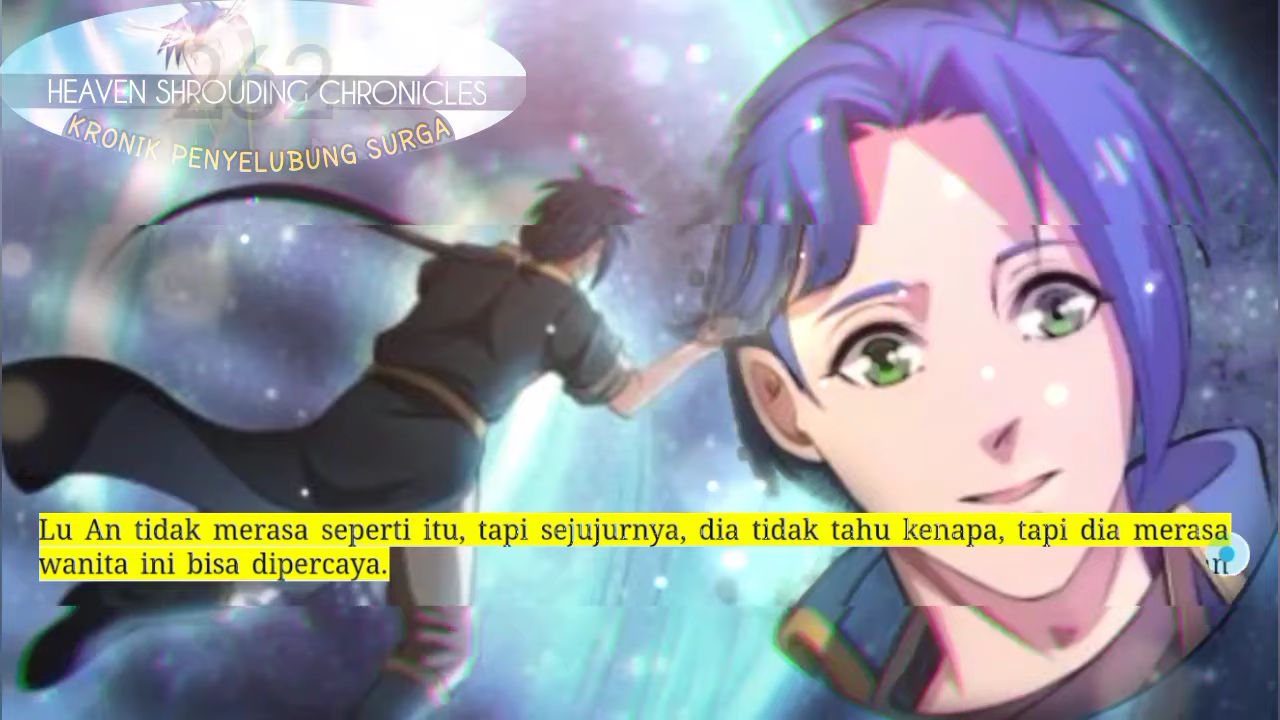 262
HEAVEN SHROUDING CHRONICLES
KRONIK PENYELUBUNG SURGA
Lu An tidak merasa seperti itu, tapi sejujurnya, dia tidak tahu kenapa, tapi dia merasa
wanita ini bisa dipercaya.